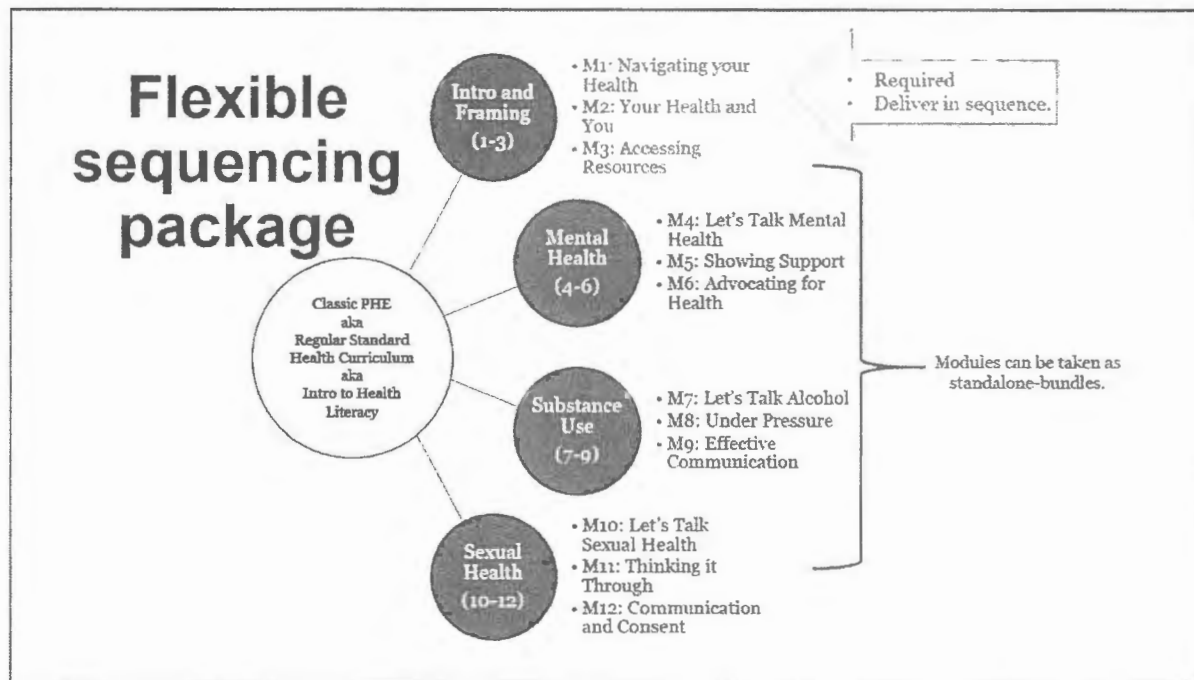 Flexible
sequencing
package
Classic PHE
aka
Regular Standard
Health Curriculum
aka
Intro to Health
Literacy
Intro and
Framing
(1-3)
• M1: Navigating your
Health
• M2: Your Health and
You
• M3: Accessing
Resources
• Required
• Deliver in sequence.
Mental
Health
(4-6)
• M4: Let's Talk Mental
Health
• M5: Showing Support
• M6: Advocating for
Health
Substance
Use
(7-9)
• M7: Let's Talk Alcohol
• M8: Under Pressure
• M9: Effective
Communication
Sexual
Health
(10-12)
• M10: Let's Talk
Sexual Health
• M11: Thinking it
Through
• M12: Communication
and Consent
Modules can be taken as
standalone-bundles.